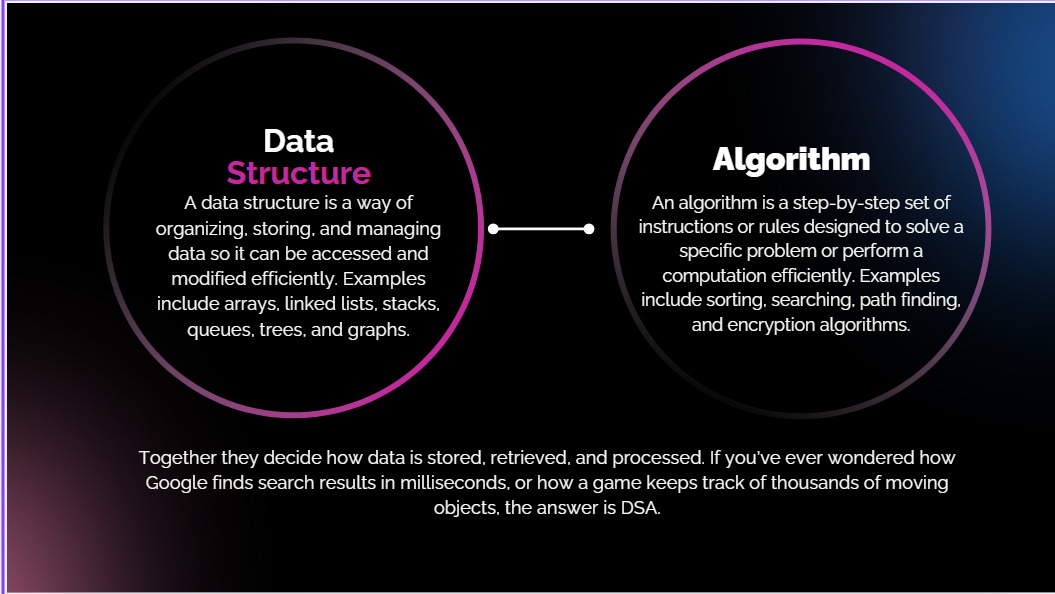 Data
Structure
A data structure is a way of
organizing, storing, and managing
data so it can be accessed and
modified efficiently. Examples
include arrays, linked lists, stacks,
queues, trees, and graphs.
Algorithm
An algorithm is a step-by-step set of
instructions or rules designed to solve a
specific problem or perform a
computation efficiently. Examples
include sorting, searching, path finding,
and encryption algorithms.
Together they decide how data is stored, retrieved, and processed. If you’ve ever wondered how
Google finds search results in milliseconds, or how a game keeps track of thousands of moving
objects, the answer is DSA.